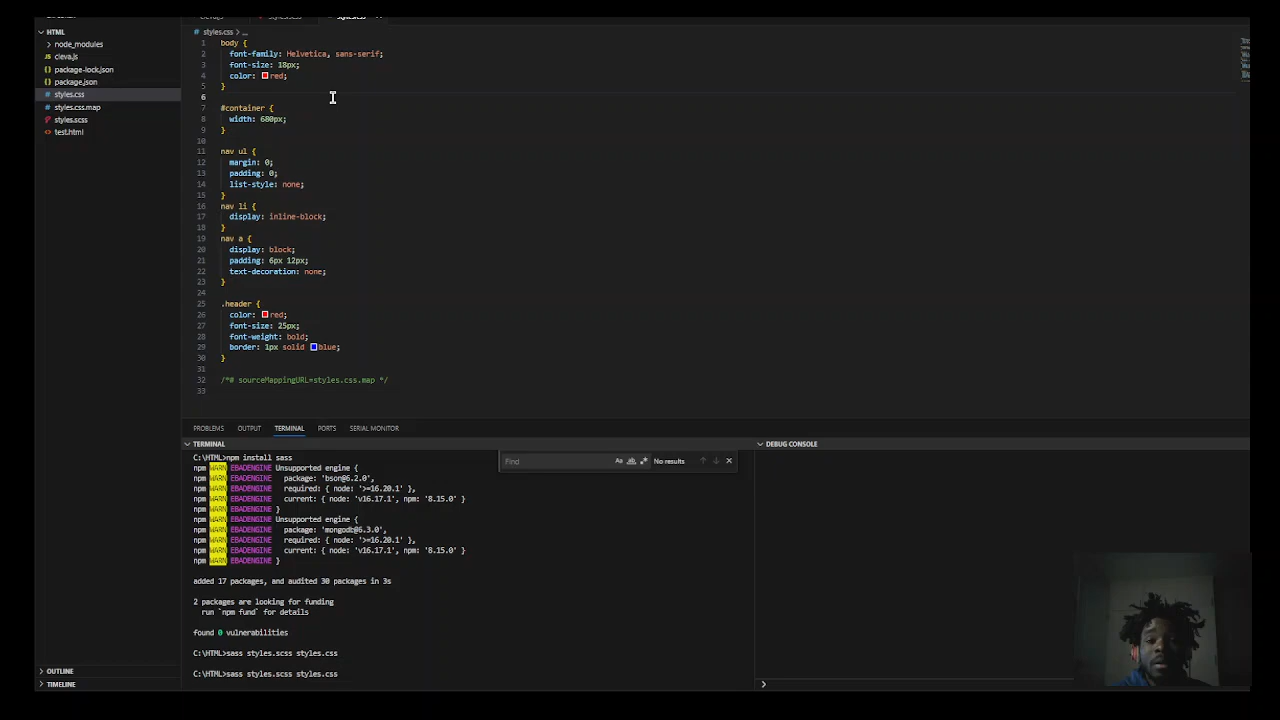 HTML
node_modules
cleva.js
package-lock.json
package.json
styles.css
styles.css.map
styles.scss
test.html
OUTLINE
TIMELINE
styles.css > ...
1 body {
2 font-family: Helvetica, sans-serif;
3 font-size: 18px;
4 color: red;
5 }
6
7 #container {
8 width: 680px;
9 }
10
11 nav ul {
12 margin: 0;
13 padding: 0;
14 list-style: none;
15 }
16 nav li {
17 display: inline-block;
18 }
19 nav a {
20 display: block;
21 padding: 6px 12px;
22 text-decoration: none;
23 }
24
25 .header {
26 color: red;
27 font-size: 25px;
28 font-weight: bold;
29 border: 1px solid blue;
30 }
31
32 /*# sourceMappingURL=styles.css.map */
33
PROBLEMS OUTPUT TERMINAL PORTS SERIAL MONITOR
TERMINAL
C:\HTML>npm install sass
npm WARN EBADENGINE Unsupported engine {
npm WARN EBADENGINE package: 'bson@6.2.0',
npm WARN EBADENGINE required: { node: '>=16.20.1' },
npm WARN EBADENGINE current: { node: 'v16.17.1', npm: '8.15.0' }
npm WARN EBADENGINE }
npm WARN EBADENGINE Unsupported engine {
npm WARN EBADENGINE package: 'mongodb@6.3.0',
npm WARN EBADENGINE required: { node: '>=16.20.1' },
npm WARN EBADENGINE current: { node: 'v16.17.1', npm: '8.15.0' }
npm WARN EBADENGINE }
added 17 packages, and audited 30 packages in 3s
2 packages are looking for funding
run `npm fund` for details
found 0 vulnerabilities
C:\HTML>sass styles.scss styles.css
C:\HTML>sass styles.scss styles.css
Find Aa ab .* No results
DEBUG CONSOLE